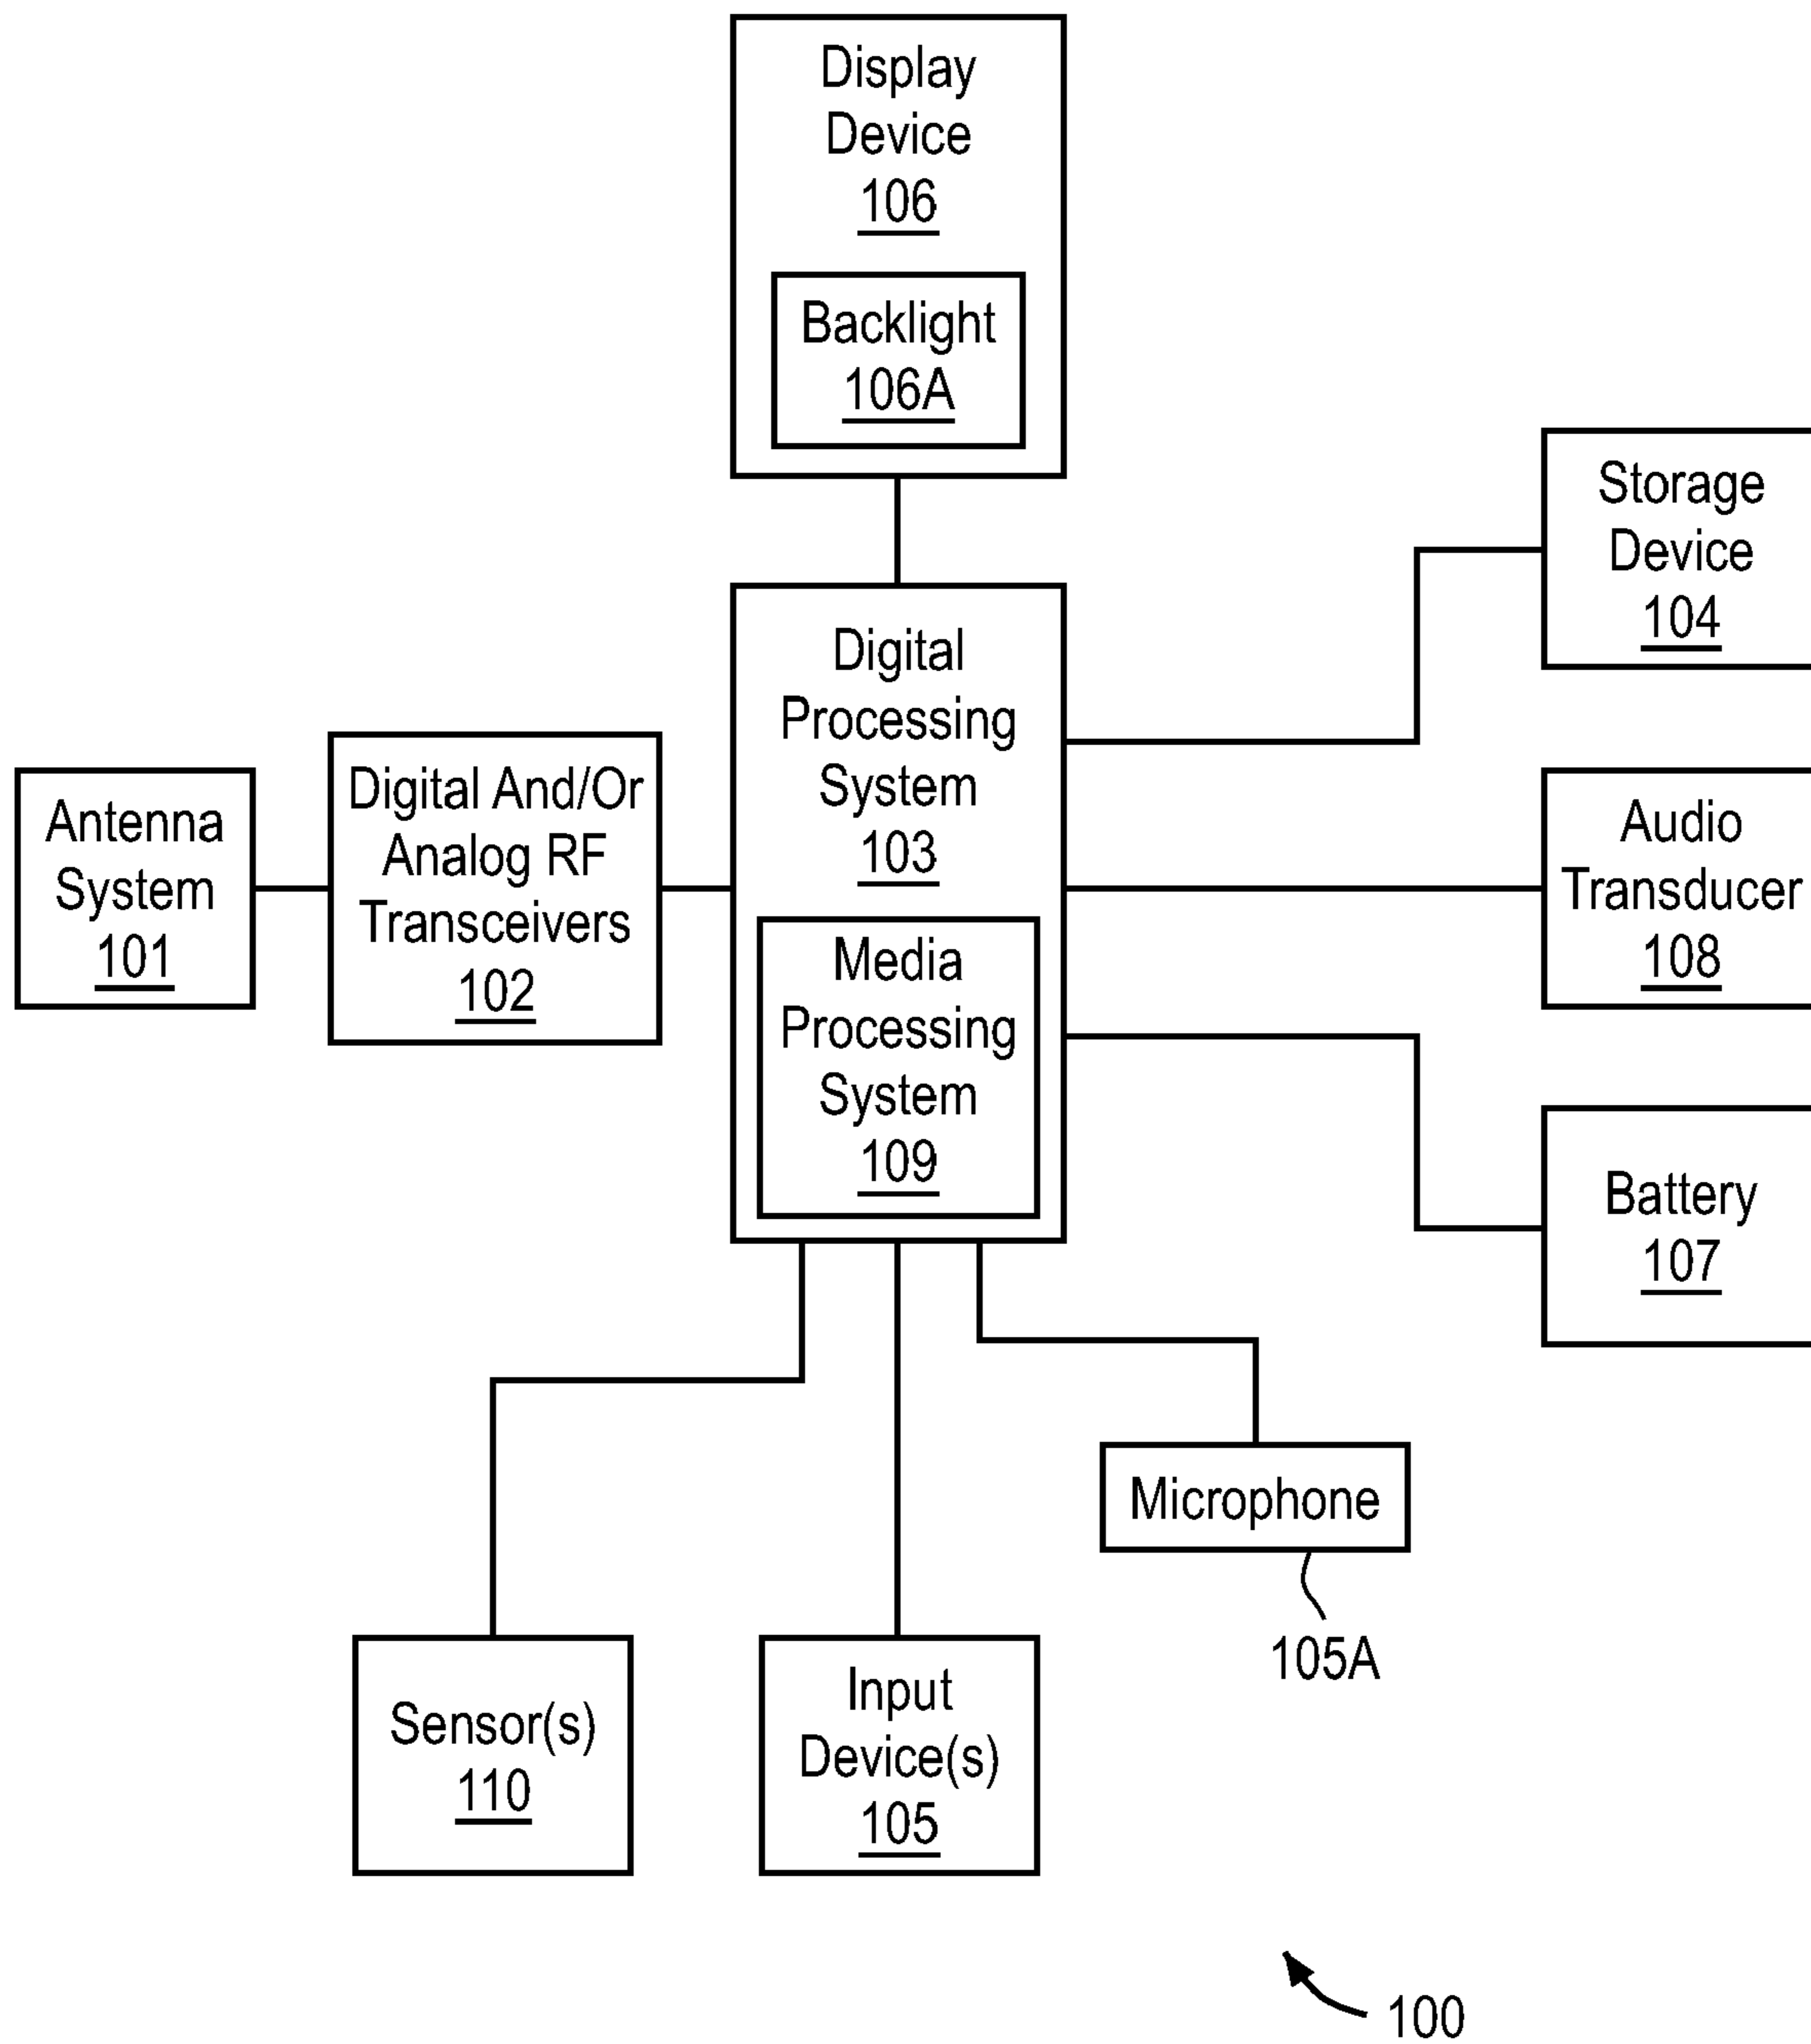 Display
Device
106
Backlight
106A
Storage
Device
104
Digital
Processing
System
103
Antenna
System
101
Digital And/Or
Analog RF
Transceivers
102
Audio
Transducer
108
Media
Processing
System
109
Battery
107
Microphone
105A
Sensor(s)
110
Input
Device(s)
105
100